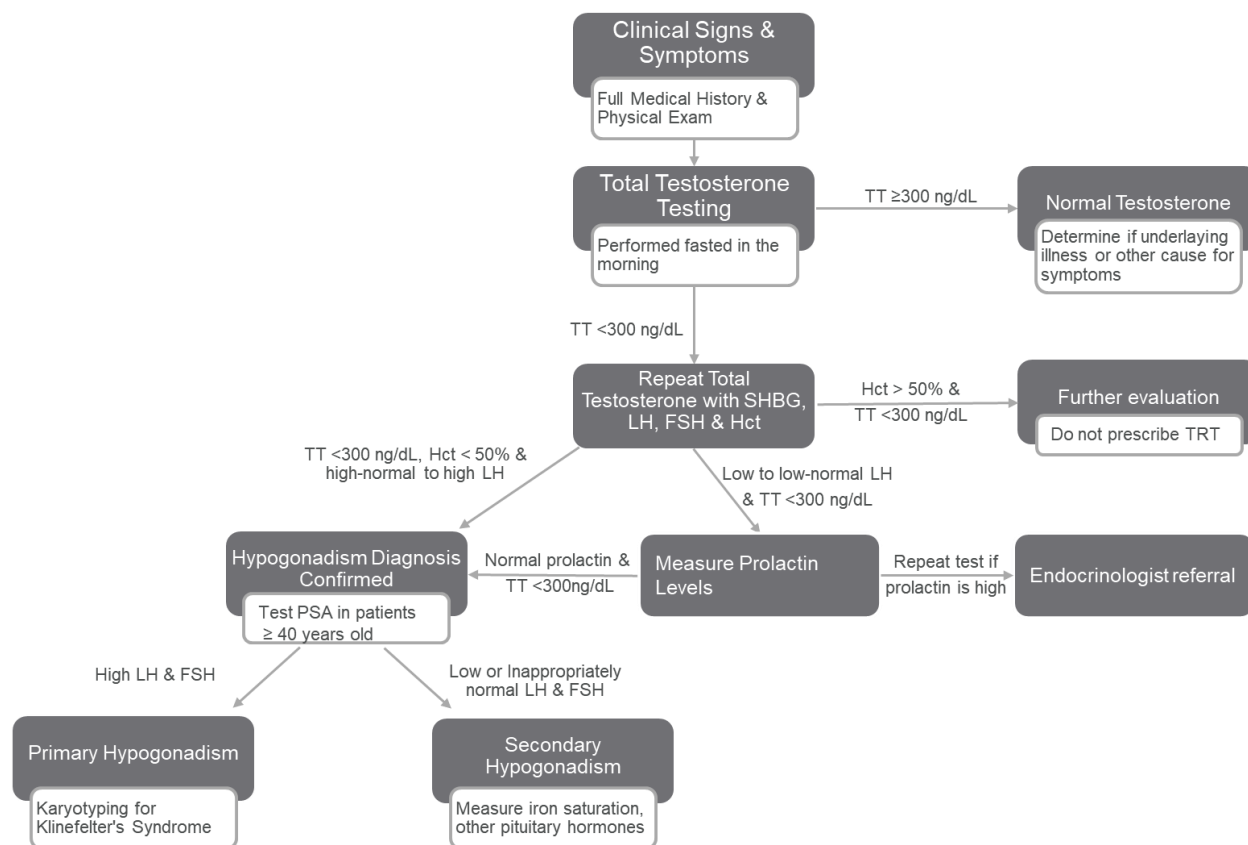 Clinical Signs &
Symptoms
Full Medical History &
Physical Exam
Total Testosterone
Testing
Performed fasted in the
morning
TT ≥300 ng/dL
Normal Testosterone
Determine if underlaying
illness or other cause for
symptoms
TT <300 ng/dL
Repeat Total
Testosterone with SHBG,
LH, FSH & Hct
Hct > 50% &
TT <300 ng/dL
Further evaluation
Do not prescribe TRT
TT <300 ng/dL, Hct < 50% &
high-normal to high LH
Low to low-normal LH
& TT <300 ng/dL
Hypogonadism Diagnosis
Confirmed
Test PSA in patients
≥ 40 years old
Normal prolactin &
TT <300ng/dL
Measure Prolactin
Levels
Repeat test if
prolactin is high
Endocrinologist referral
High LH & FSH
Low or Inappropriately
normal LH & FSH
Primary Hypogonadism
Karyotyping for
Klinefelter's Syndrome
Secondary
Hypogonadism
Measure iron saturation,
other pituitary hormones